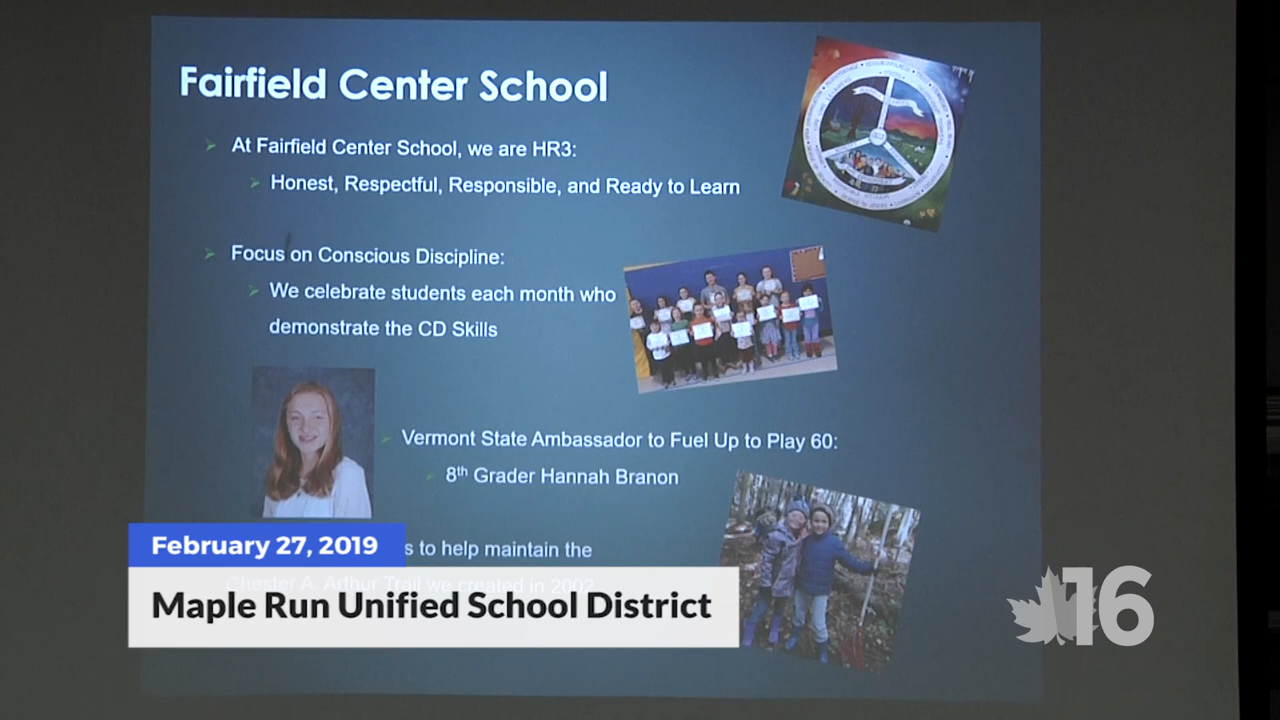 Fairfield Center School
At Fairfield Center School, we are HR3:
Honest, Respectful, Responsible, and Ready to Learn
Focus on Conscious Discipline:
We celebrate students each month who
demonstrate the CD Skills
Vermont State Ambassador to Fuel Up to Play 60:
8th Grader Hannah Branon
s to help maintain the
Chester A. Arthur Trail we created in 2002
February 27, 2019
Maple Run Unified School District
16